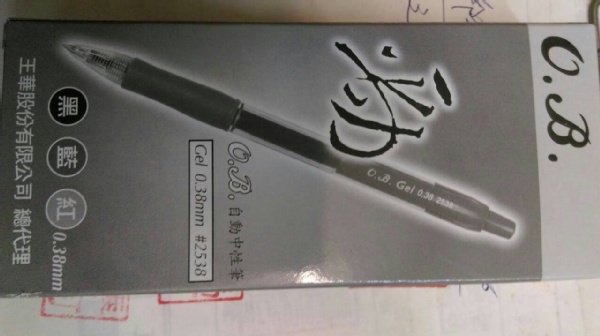 O.B.
O.B. Gel 0.38 2538
O.B. 自動中性筆
Gel 0.38mm #2538
黑 藍 紅 0.38mm
王華股份有限公司 總代理